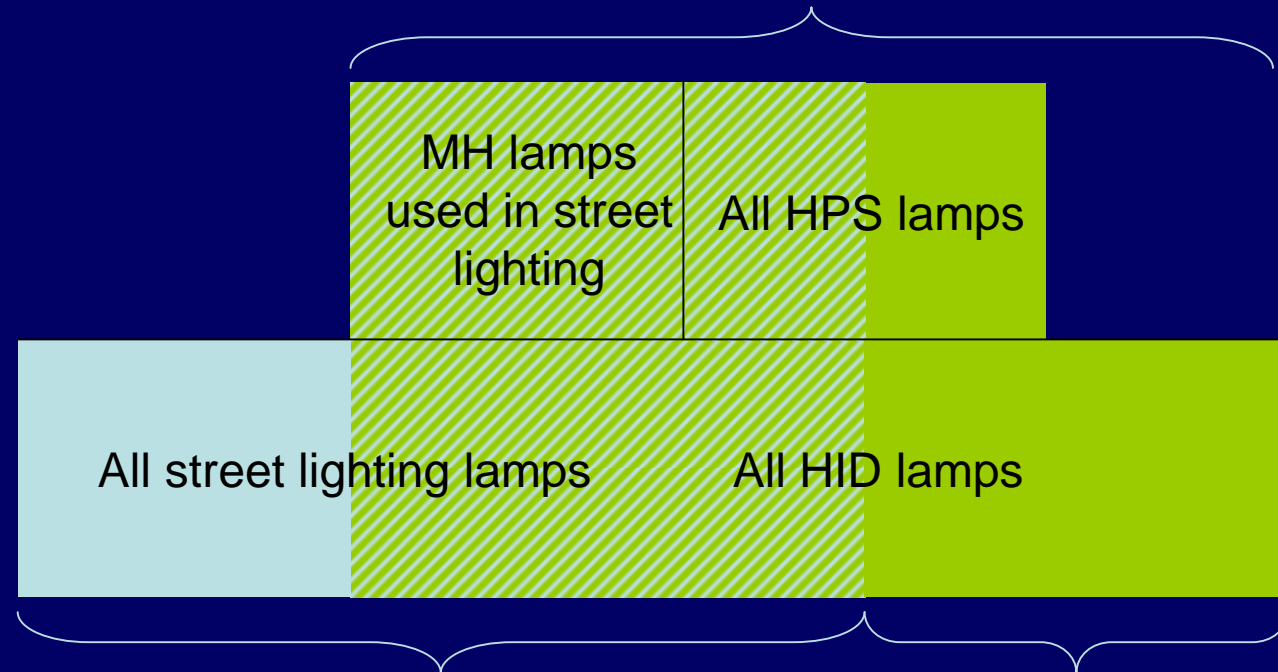 MH lamps
used in street
lighting
All HPS lamps
All street lighting lamps
All HID lamps